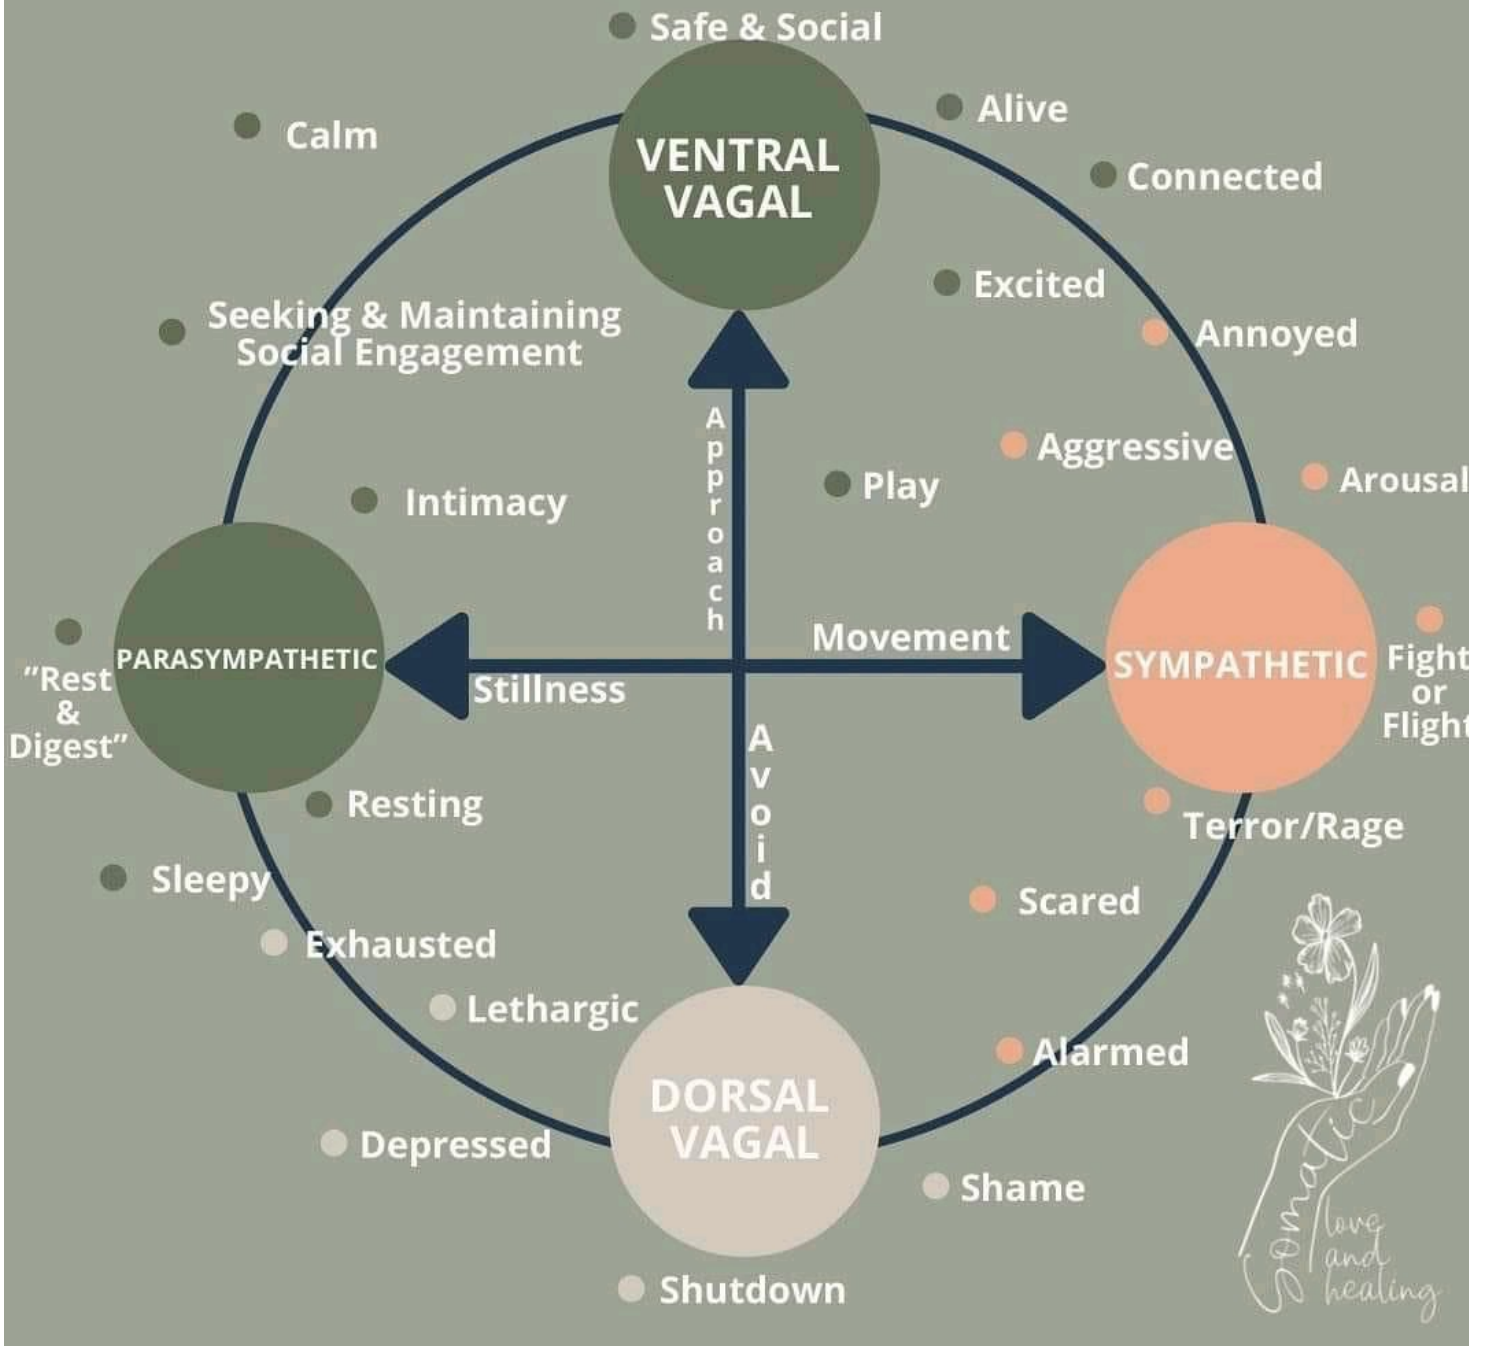 Safe & Social
Alive
Calm
VENTRAL
VAGAL
Connected
Excited
Seeking & Maintaining
Social Engagement
Annoyed
Approach
Aggressive
Arousal
Play
Intimacy
Movement
PARASYMPATHETIC
SYMPATHETIC
"Rest
&
Digest”
Fight
or
Flight
Stillness
Avoid
Resting
Terror/Rage
Sleepy
Scared
Exhausted
Lethargic
Alarmed
DORSAL
VAGAL
Depressed
Shame
Shutdown
Somatic
love
and
healing